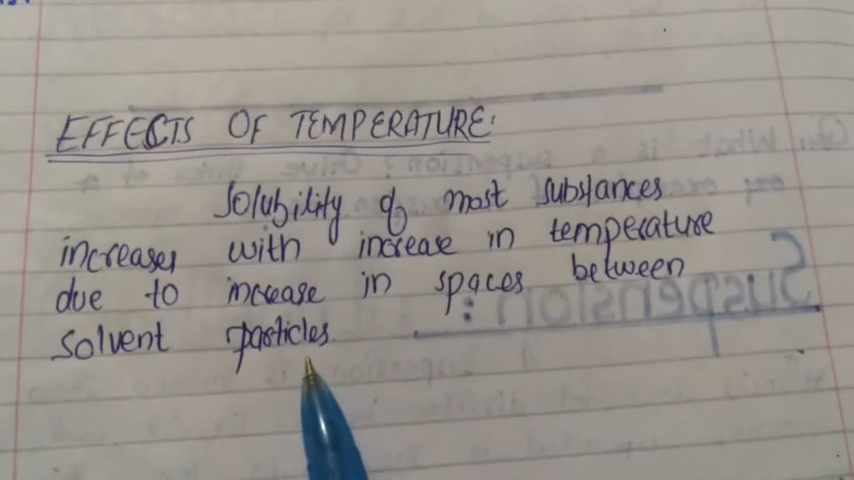 EFFECTS OF TEMPERATURE:
Solubility of most substances
increases with increase in temperature
due to increase in spaces between
solvent particles.